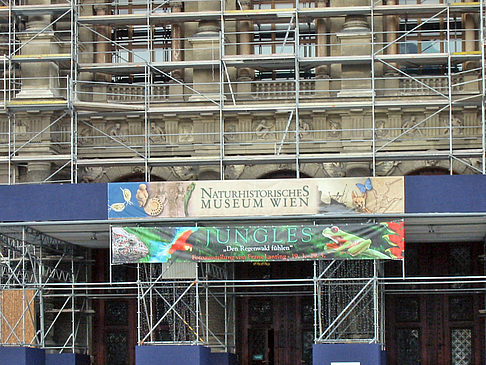 NATURHISTORISCHES
MUSEUM WIEN
JUNGLES
„Den Regenwald fühlen"